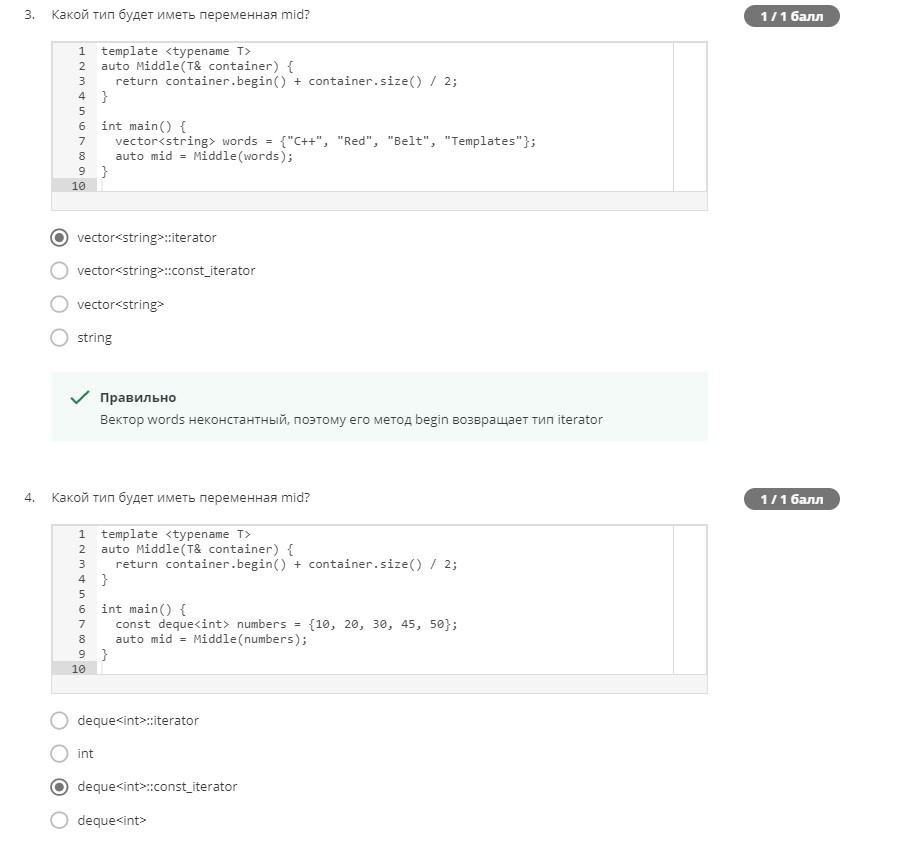 3. Какой тип будет иметь переменная mid?
1 / 1 балл
1 template <typename T>
2 auto Middle(T& container) {
3   return container.begin() + container.size() / 2;
4 }
5
6 int main() {
7   vector<string> words = {"C++", "Red", "Belt", "Templates"};
8   auto mid = Middle(words);
9 }
10
vector<string>::iterator
vector<string>::const_iterator
vector<string>
string
Правильно
Вектор words неконстантный, поэтому его метод begin возвращает тип iterator
4. Какой тип будет иметь переменная mid?
1 / 1 балл
1 template <typename T>
2 auto Middle(T& container) {
3   return container.begin() + container.size() / 2;
4 }
5
6 int main() {
7   const deque<int> numbers = {10, 20, 30, 45, 50};
8   auto mid = Middle(numbers);
9 }
10
deque<int>::iterator
int
deque<int>::const_iterator
deque<int>